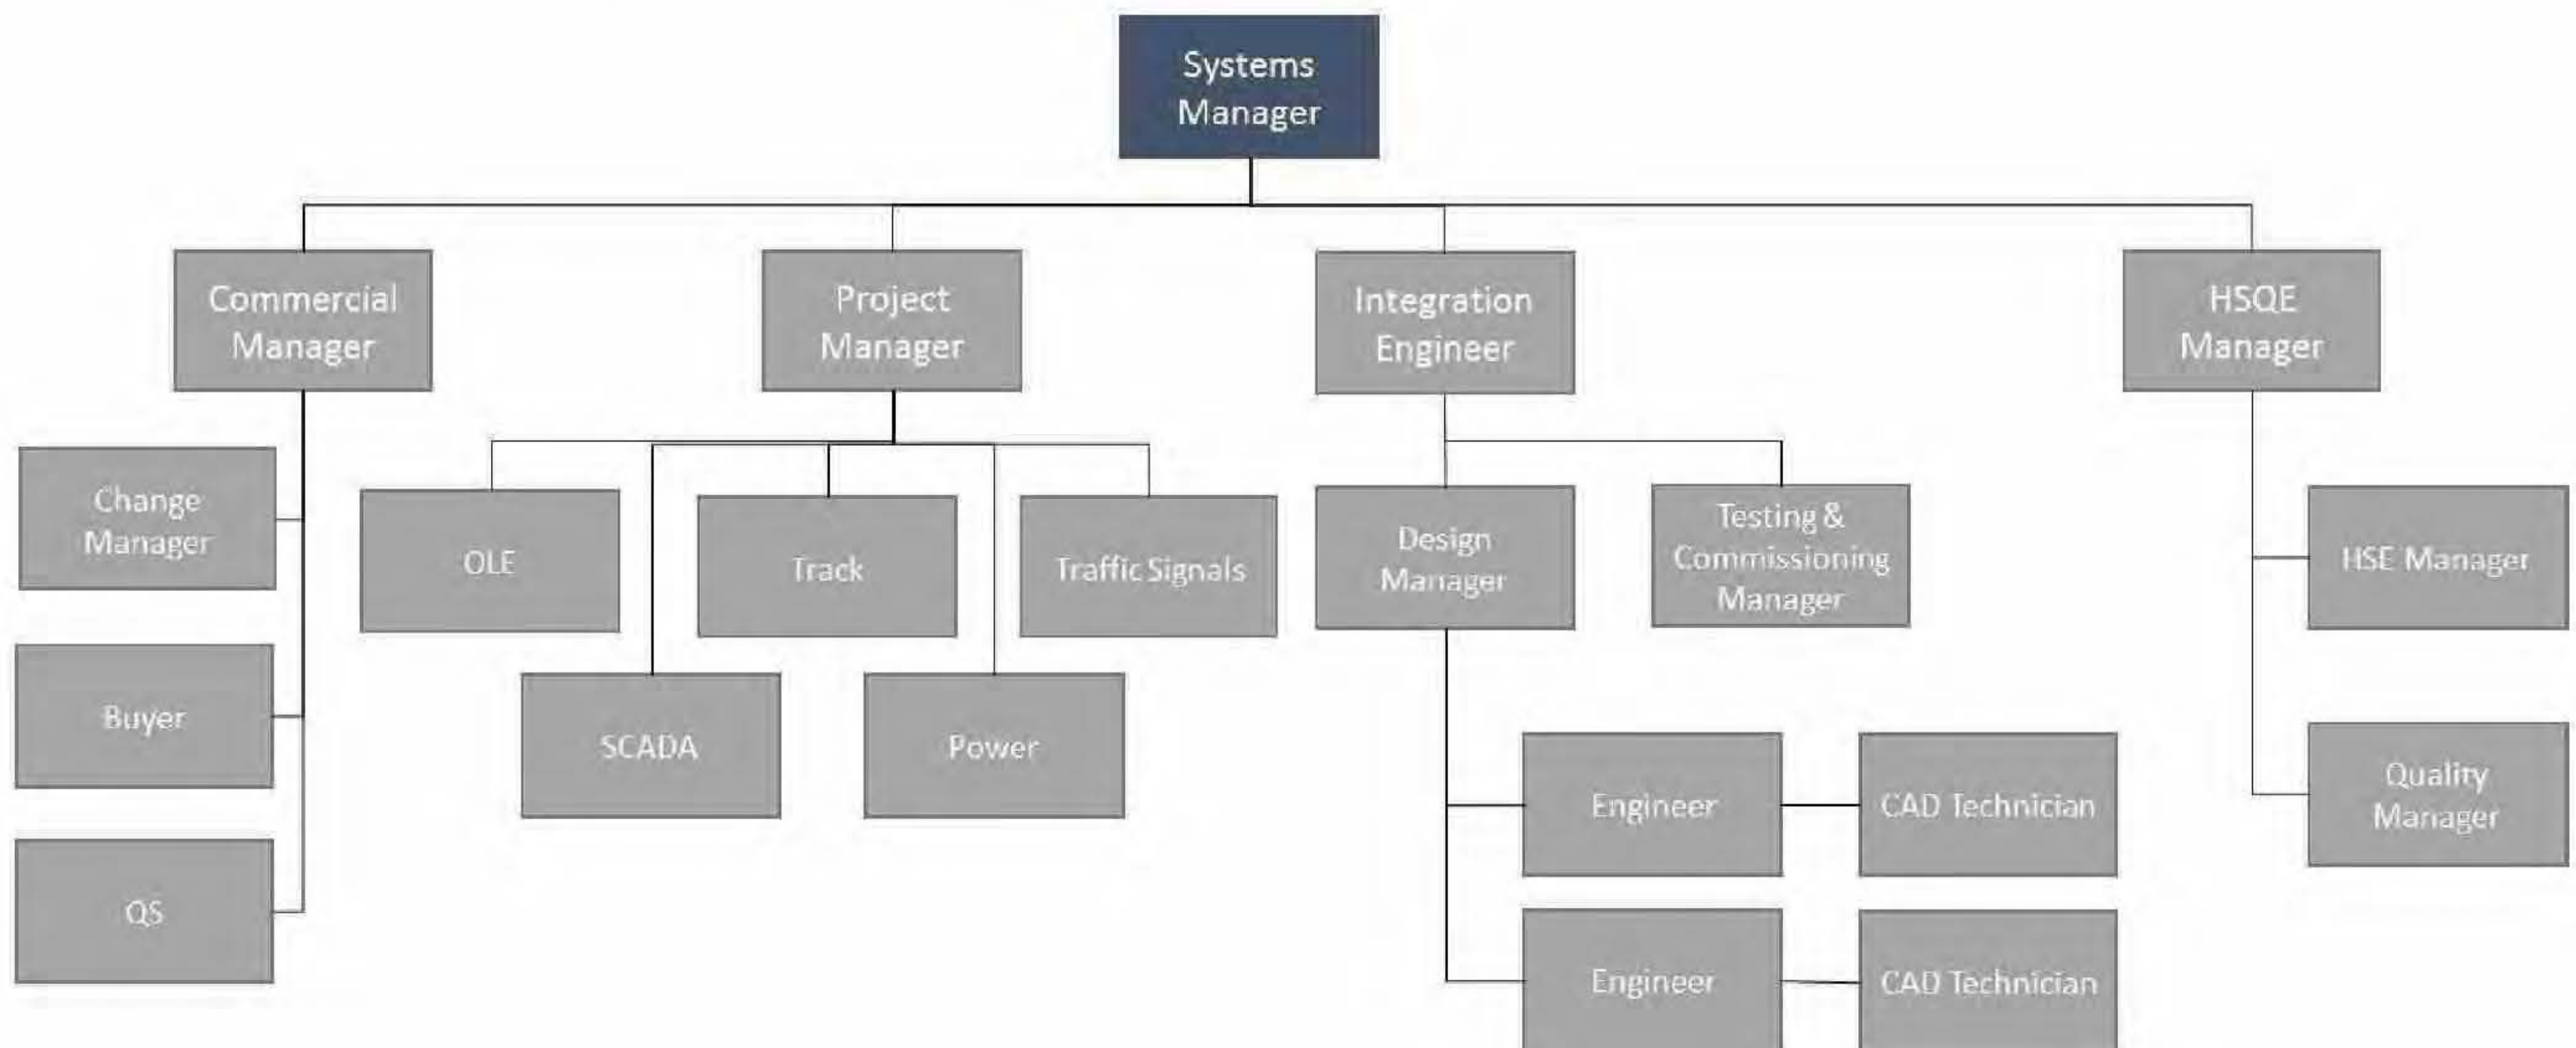 Systems
Manager
Commercial
Manager
Project
Manager
Integration
Engineer
HSQE
Manager
Change
Manager
OLE
Track
Traffic Signals
Design
Manager
Testing &
Commissioning
Manager
HSE Manager
Buyer
SCADA
Power
Engineer
CAD Technician
Quality
Manager
QS
Engineer
CAD Technician